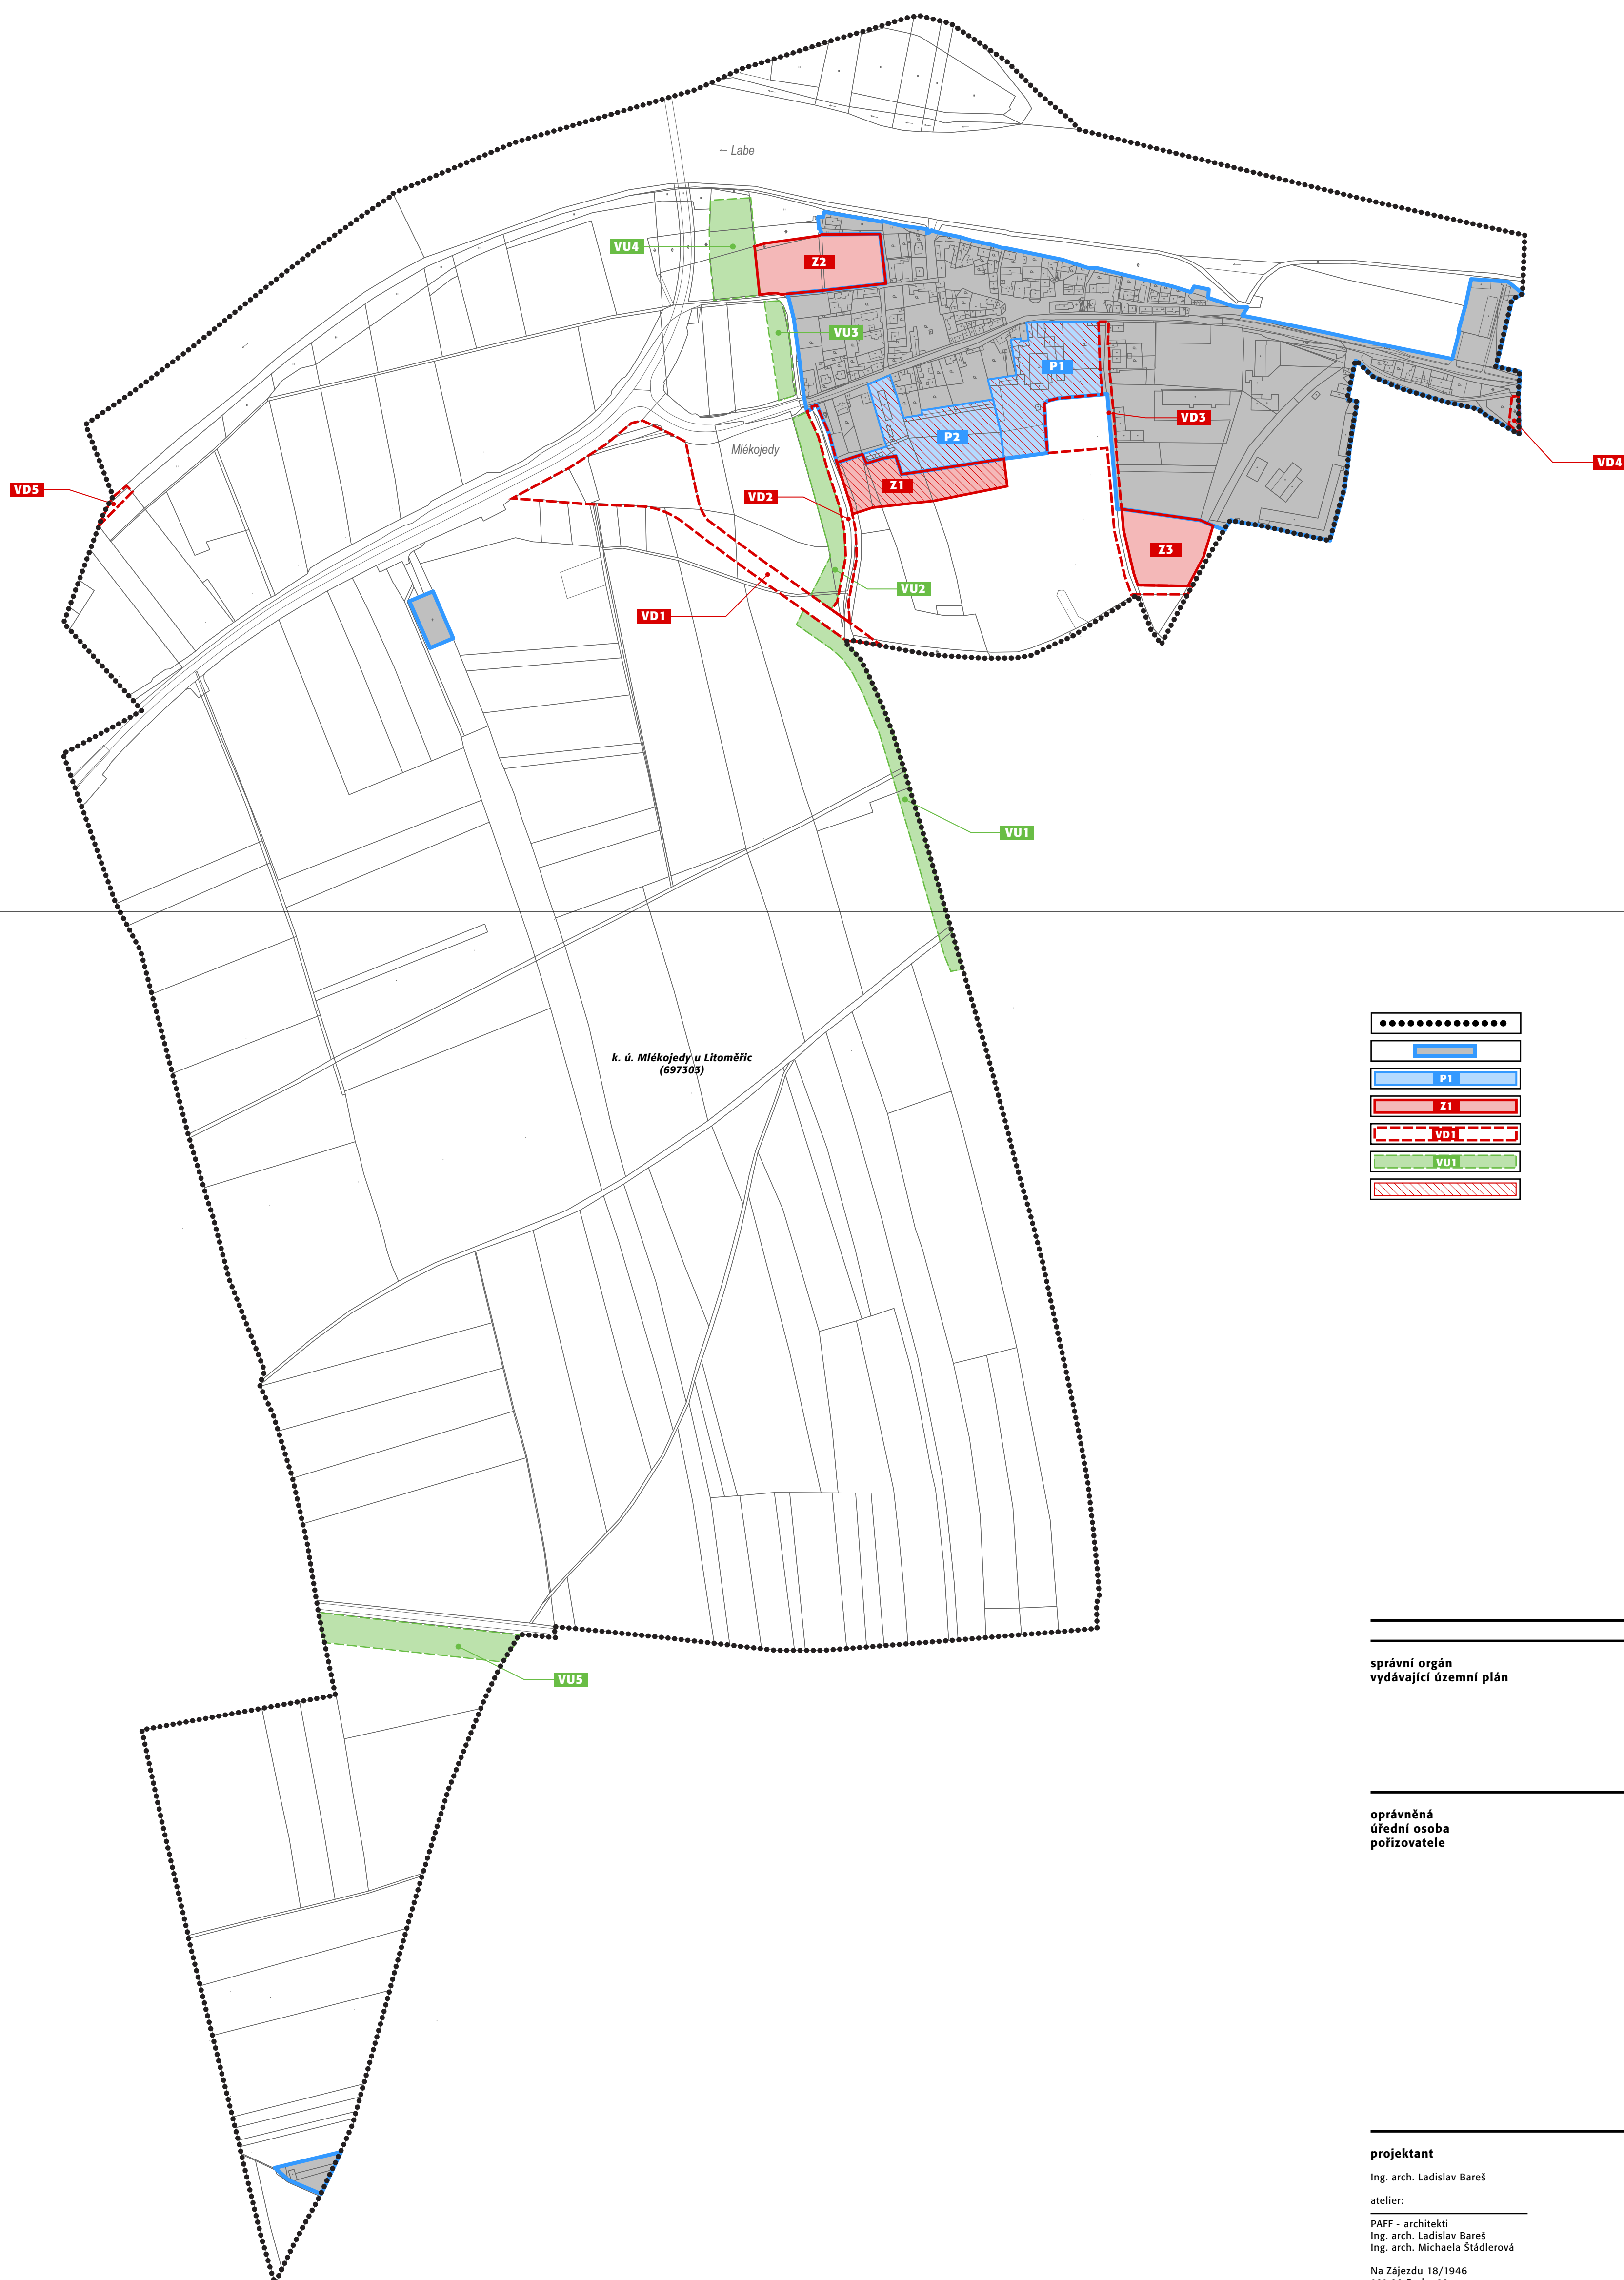 ← Labe
VU4
Z2
VU3
P1
VD3
P2
Mlékojedy
VD4
Z1
VD5
VD2
Z3
VU2
VD1
VU1
k. ú. Mlékojedy u Litoměřic
(697303)
P1
Z1
VD1
VU1
VU5
správní orgán
vydávající územní plán
oprávněná
úřední osoba
pořizovatele
projektant
Ing. arch. Ladislav Bareš
atelier:
PAFF - architekti
Ing. arch. Ladislav Bareš
Ing. arch. Michaela Štádlerová
Na Zájezdu 18/1946